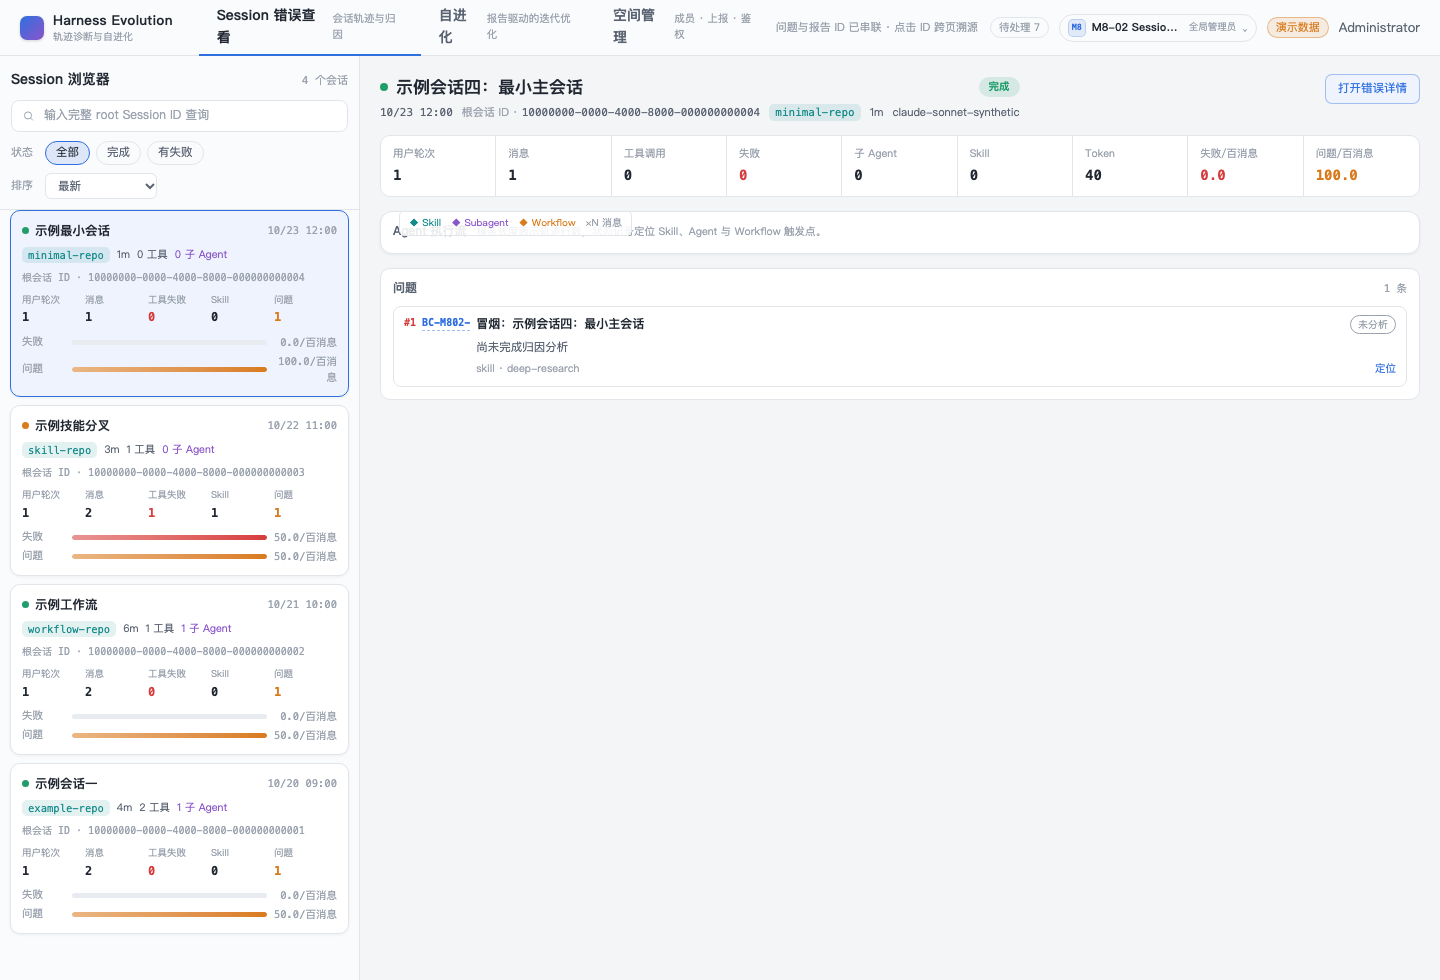 Harness Evolution
轨迹诊断与自进化
Session 错误查看
会话轨迹与归因
自进化
报告驱动的迭代优化
空间管理
成员 · 上报 · 鉴权
问题与报告 ID 已串联 · 点击 ID 跨页溯源
待处理 7
M8 M8-02 Sessio... 全局管理员
演示数据
Administrator
Session 浏览器
4 个会话
输入完整 root Session ID 查询
状态 全部 完成 有失败
排序 最新
示例最小会话 10/23 12:00
minimal-repo 1m 0 工具 0 子 Agent
根会话 ID · 10000000-0000-4000-8000-000000000004
用户轮次 消息 工具失败 Skill 问题
1 1 0 0 1
失败 0.0/百消息
问题 100.0/百消息
示例技能分叉 10/22 11:00
skill-repo 3m 1 工具 0 子 Agent
根会话 ID · 10000000-0000-4000-8000-000000000003
用户轮次 消息 工具失败 Skill 问题
1 2 1 1 1
失败 50.0/百消息
问题 50.0/百消息
示例工作流 10/21 10:00
workflow-repo 6m 1 工具 1 子 Agent
根会话 ID · 10000000-0000-4000-8000-000000000002
用户轮次 消息 工具失败 Skill 问题
1 2 0 0 1
失败 0.0/百消息
问题 50.0/百消息
示例会话一 10/20 09:00
example-repo 4m 2 工具 1 子 Agent
根会话 ID · 10000000-0000-4000-8000-000000000001
用户轮次 消息 工具失败 Skill 问题
1 2 0 0 1
失败 0.0/百消息
问题 50.0/百消息
示例会话四：最小主会话 完成
打开错误详情
10/23 12:00 根会话 ID · 10000000-0000-4000-8000-000000000004 minimal-repo 1m claude-sonnet-synthetic
用户轮次 消息 工具调用 失败 子 Agent Skill Token 失败/百消息 问题/百消息
1 1 0 0 0 0 40 0.0 100.0
Skill Subagent Workflow ×N 消息
定位 Skill、Agent 与 Workflow 触发点。
问题 1 条
#1 BC-M802- 冒烟：示例会话四：最小主会话 未分析
尚未完成归因分析
skill · deep-research 定位